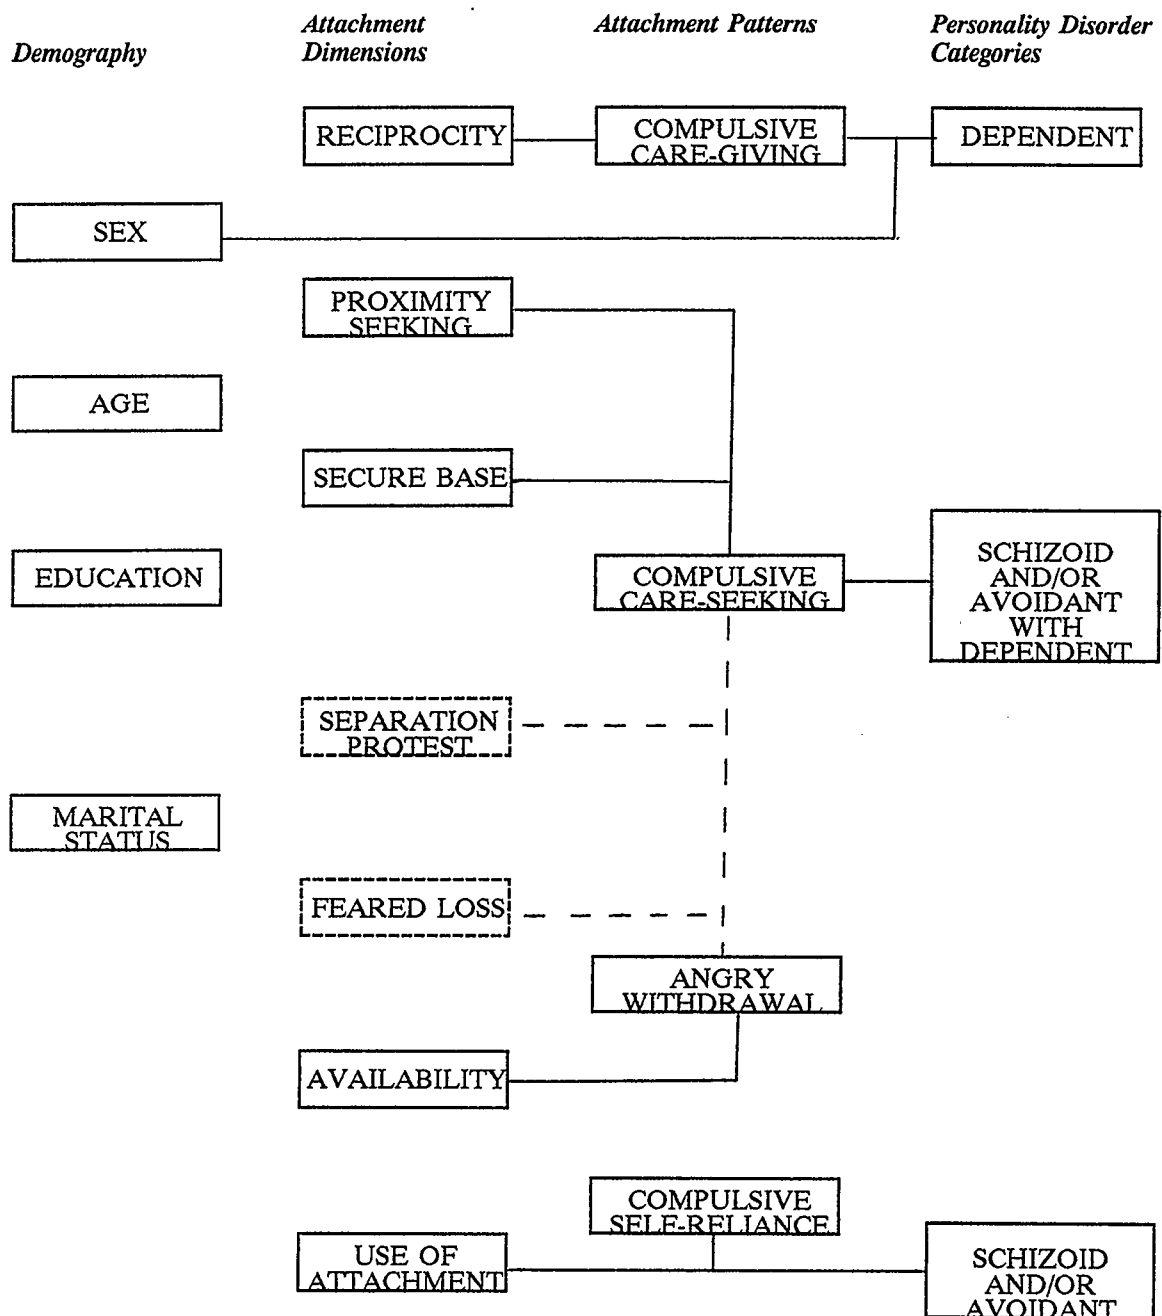 Demography
Attachment
Dimensions
Attachment Patterns
Personality Disorder
Categories
RECIPROCITY
COMPULSIVE
CARE-GIVING
DEPENDENT
SEX
PROXIMITY
SEEKING
AGE
SECURE BASE
EDUCATION
COMPULSIVE
CARE-SEEKING
SCHIZOID
AND/OR
AVOIDANT
WITH
DEPENDENT
SEPARATION
PROTEST
MARITAL
STATUS
FEARED LOSS
ANGRY
WITHDRAWAL
AVAILABILITY
COMPULSIVE
SELF-RELIANCE
USE OF
ATTACHMENT
SCHIZOID
AND/OR
AVOIDANT